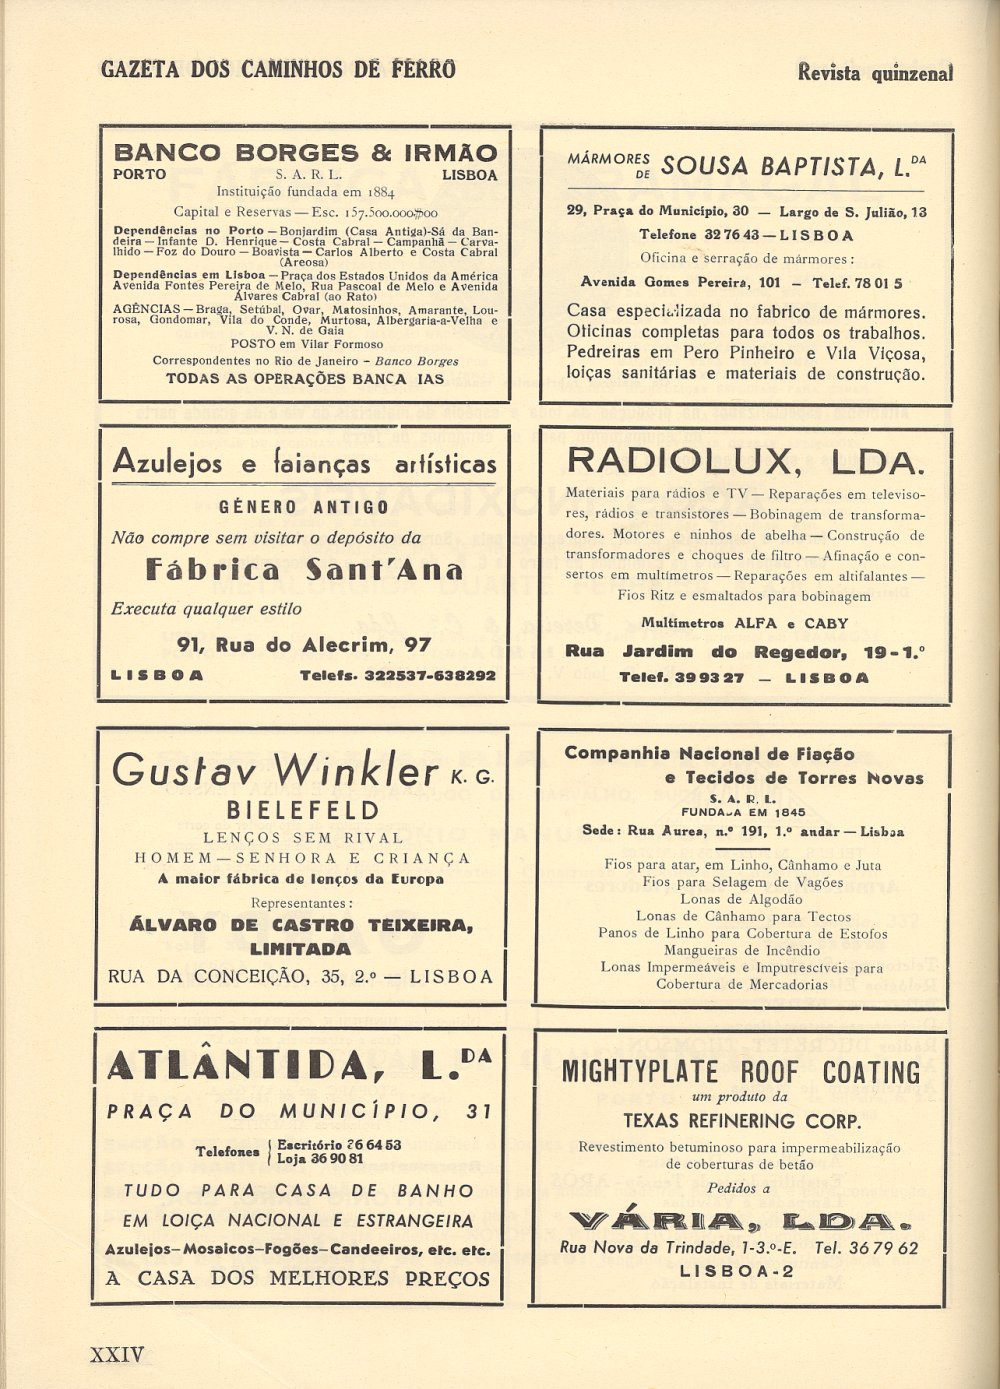 GAZETA DOS CAMINHOS DE FERRO
Revista quinzenal
BANCO BORGES & IRMÃO
PORTO S. A. R. L. LISBOA
Instituição fundada em 1884
Capital e Reservas — Esc. 157.500.000$00
Dependências no Porto — Bonjardim (Casa Antiga)-Sá da Ban-
deira — Infante D. Henrique — Costa Cabral — Campanhã — Carva-
lhido — Foz do Douro — Boavista — Carlos Alberto e Costa Cabral
(Areosa)
Dependências em Lisboa — Praça dos Estados Unidos da América
Avenida Fontes Pereira de Melo, Rua Pascoal de Melo e Avenida
Álvares Cabral (ao Rato)
AGÊNCIAS — Braga, Setúbal, Ovar, Matosinhos, Amarante, Lou-
rosa, Gondomar, Vila do Conde, Murtosa, Albergaria-a-Velha e
V. N. de Gaia
POSTO em Vilar Formoso
Correspondentes no Rio de Janeiro – Banco Borges
TODAS AS OPERAÇÕES BANCA IAS
MÁRMORES DE SOUSA BAPTISTA, L.DA
29, Praça do Município, 30 — Largo de S. Julião, 13
Telefone 32 76 43 — LISBOA
Oficina e serração de mármores:
Avenida Gomes Pereira, 101 — Telef. 78 01 5
Casa especializada no fabrico de mármores.
Oficinas completas para todos os trabalhos.
Pedreiras em Pero Pinheiro e Vila Viçosa,
loiças sanitárias e materiais de construção.
Azulejos e faianças artísticas
GÉNERO ANTIGO
Não compre sem visitar o depósito da
Fábrica Sant'Ana
Executa qualquer estilo
91, Rua do Alecrim, 97
LISBOA Telefs. 322537-638292
RADIOLUX, LDA.
Materiais para rádios e TV — Reparações em televiso-
res, rádios e transistores — Bobinagem de transforma-
dores. Motores e ninhos de abelha — Construção de
transformadores e choques de filtro — Afinação e con-
sertos em multímetros — Reparações em altifalantes —
Fios Ritz e esmaltados para bobinagem
Multímetros ALFA e CABY
Rua Jardim do Regedor, 19-1.º
Telef. 39 93 27 — LISBOA
Gustav Winkler K. G.
BIELEFELD
LENÇOS SEM RIVAL
HOMEM — SENHORA E CRIANÇA
A maior fábrica de lenços da Europa
Representantes:
ÁLVARO DE CASTRO TEIXEIRA,
LIMITADA
RUA DA CONCEIÇÃO, 35, 2.º — LISBOA
Companhia Nacional de Fiação
e Tecidos de Torres Novas
S. A. R. L.
FUNDADA EM 1845
Sede: Rua Aurea, n.º 191, 1.º andar — Lisboa
Fios para atar, em Linho, Cânhamo e Juta
Fios para Selagem de Vagões
Lonas de Algodão
Lonas de Cânhamo para Tectos
Panos de Linho para Cobertura de Estofos
Mangueiras de Incêndio
Lonas Impermeáveis e Imputrescíveis para
Cobertura de Mercadorias
ATLÂNTIDA, L.DA
PRAÇA DO MUNICÍPIO, 31
Telefones { Escritório 26 64 53
Loja 36 90 81
TUDO PARA CASA DE BANHO
EM LOIÇA NACIONAL E ESTRANGEIRA
Azulejos—Mosaicos—Fogões—Candeeiros, etc. etc.
A CASA DOS MELHORES PREÇOS
MIGHTYPLATE ROOF COATING
um produto da
TEXAS REFINERING CORP.
Revestimento betuminoso para impermeabilização
de coberturas de betão
Pedidos a
VÁRIA, LDA.
Rua Nova da Trindade, 1-3.º-E. Tel. 36 79 62
LISBOA-2
XXIV